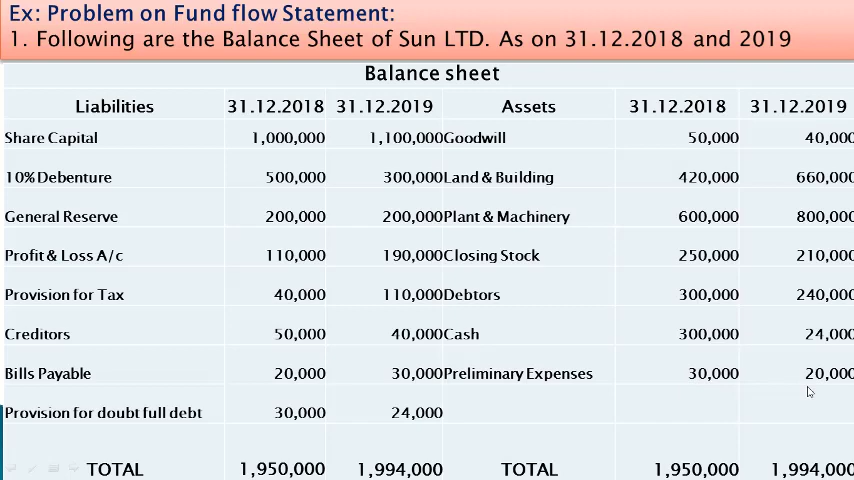 Ex: Problem on Fund flow Statement:
1. Following are the Balance Sheet of Sun LTD. As on 31.12.2018 and 2019
Balance sheet
Liabilities 31.12.2018 31.12.2019 Assets 31.12.2018 31.12.2019
Share Capital 1,000,000 1,100,000 Goodwill 50,000 40,000
10% Debenture 500,000 300,000 Land & Building 420,000 660,000
General Reserve 200,000 200,000 Plant & Machinery 600,000 800,000
Profit & Loss A/c 110,000 190,000 Closing Stock 250,000 210,000
Provision for Tax 40,000 110,000 Debtors 300,000 240,000
Creditors 50,000 40,000 Cash 300,000 24,000
Bills Payable 20,000 30,000 Preliminary Expenses 30,000 20,000
Provision for doubt full debt 30,000 24,000
TOTAL 1,950,000 1,994,000 TOTAL 1,950,000 1,994,000